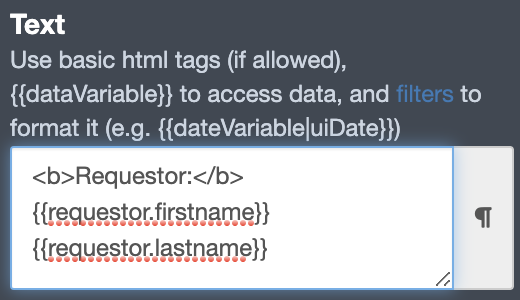 Text
Use basic html tags (if allowed),
{{dataVariable}} to access data, and filters to
format it (e.g. {{dateVariable|uiDate}})
<b>Requestor:</b>
{{requestor.firstname}}
{{requestor.lastname}}
¶